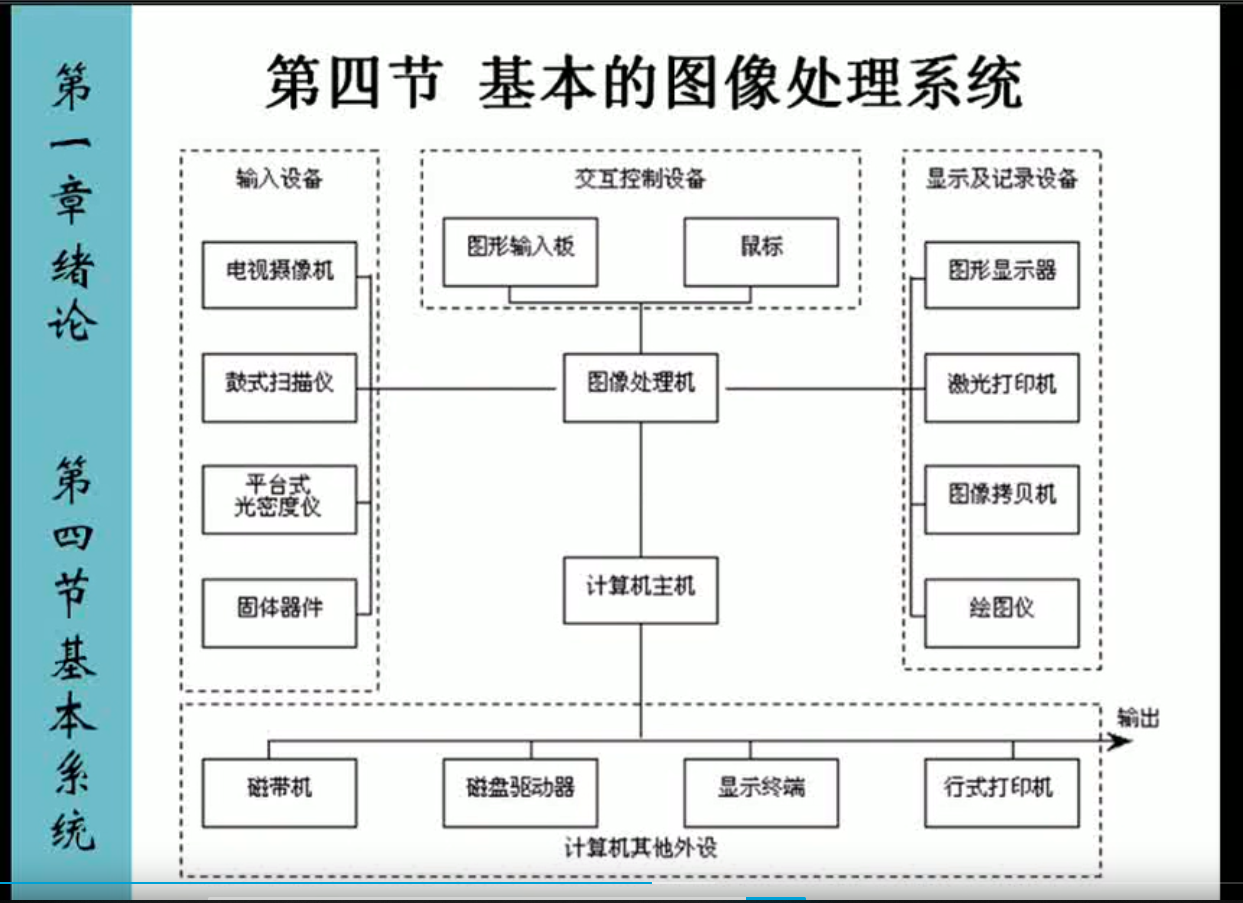 第一章绪论
第四节基本系统
第四节 基本的图像处理系统
输入设备
电视摄像机
鼓式扫描仪
平台式
光密度仪
固体器件
交互控制设备
图形输入板
鼠标
图像处理机
计算机主机
显示及记录设备
图形显示器
激光打印机
图像拷贝机
绘图仪
输出
磁带机
磁盘驱动器
显示终端
行式打印机
计算机其他外设